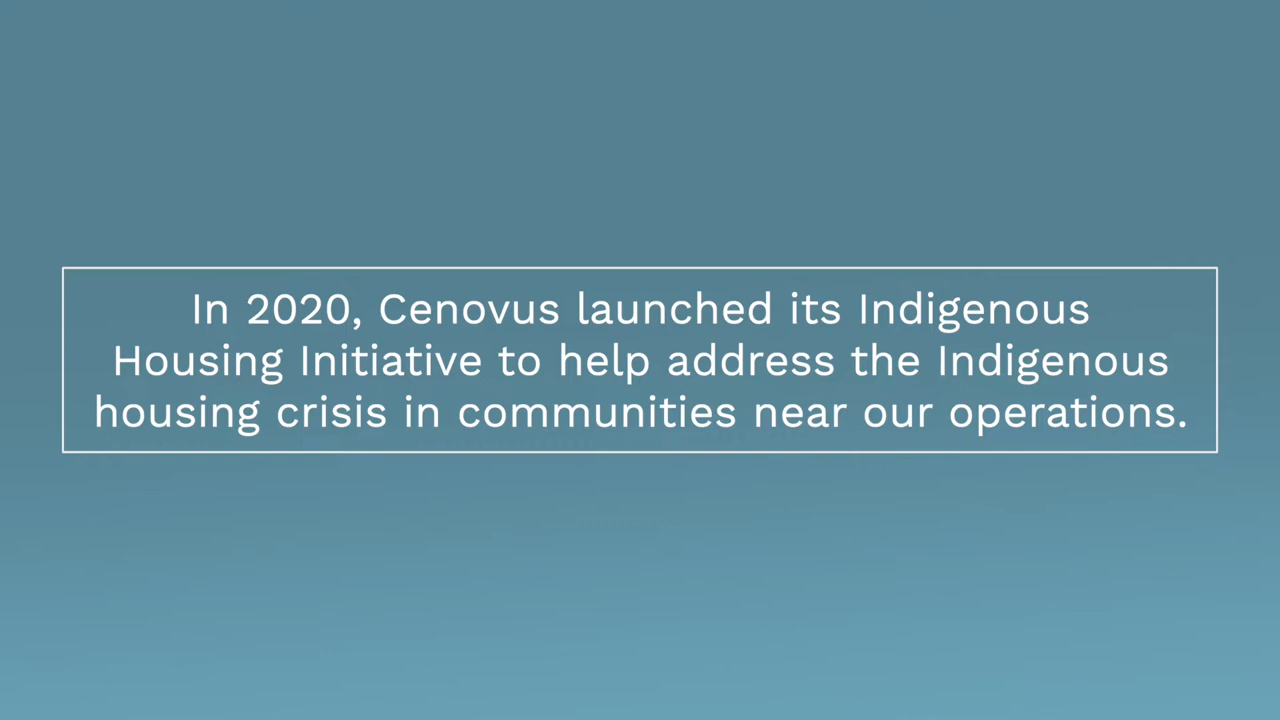 In 2020, Cenovus launched its Indigenous
Housing Initiative to help address the Indigenous
housing crisis in communities near our operations.